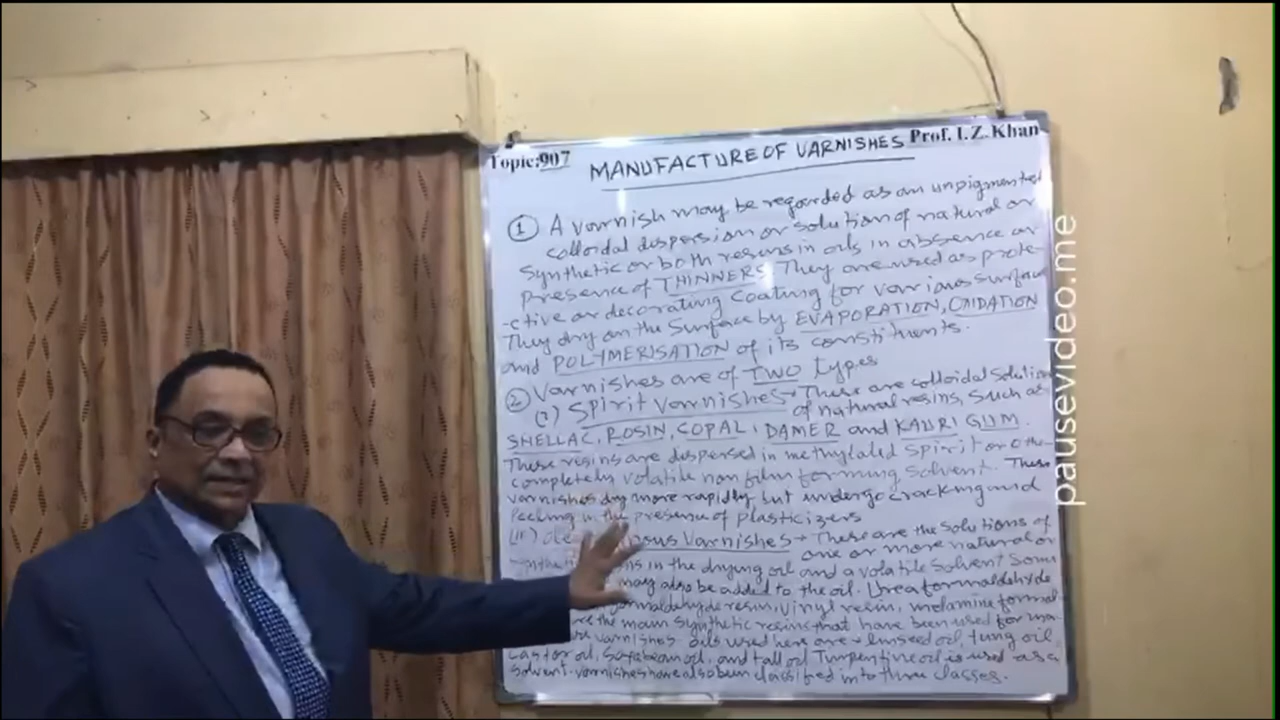 Topic:907
MANUFACTURE OF VARNISHES
Prof. I. Z. Khan
① A varnish may be regarded as an unpigmented
colloidal dispersion or solution of natural or
synthetic or both resins in oils in absence or
presence of THINNERS. They are used as prote-
-ctive or decorating coating for various surface
They dry on the surface by EVAPORATION, OXIDATION
and POLYMERISATION of its constituents.
② Varnishes are of TWO types
(i) Spirit Varnishes → These are colloidal solution
of natural resins, such as
SHELLAC, ROSIN, COPAL, DAMER and KAURI GUM.
These resins are dispersed in methylated spirit or othe-
completely volatile non film forming solvent. These
varnishes dry more rapidly but undergo cracking and
Peeling in the presence of plasticizers
(ii) Varnishes → These are the solutions of
one or more natural or
in the drying oil and a volatile solvent some
may also be added to the oil. Urea formaldehyde
resin, vinyl resin, melamine formal-
the main synthetic resins that have been used for
varnishes oils used here are → linseed oil, tung oil,
Castor oil, Soyabean oil, and tall oil Turpentine oil is used as a
solvent. varnishes have also been classified into three classes.
pausevideo.me